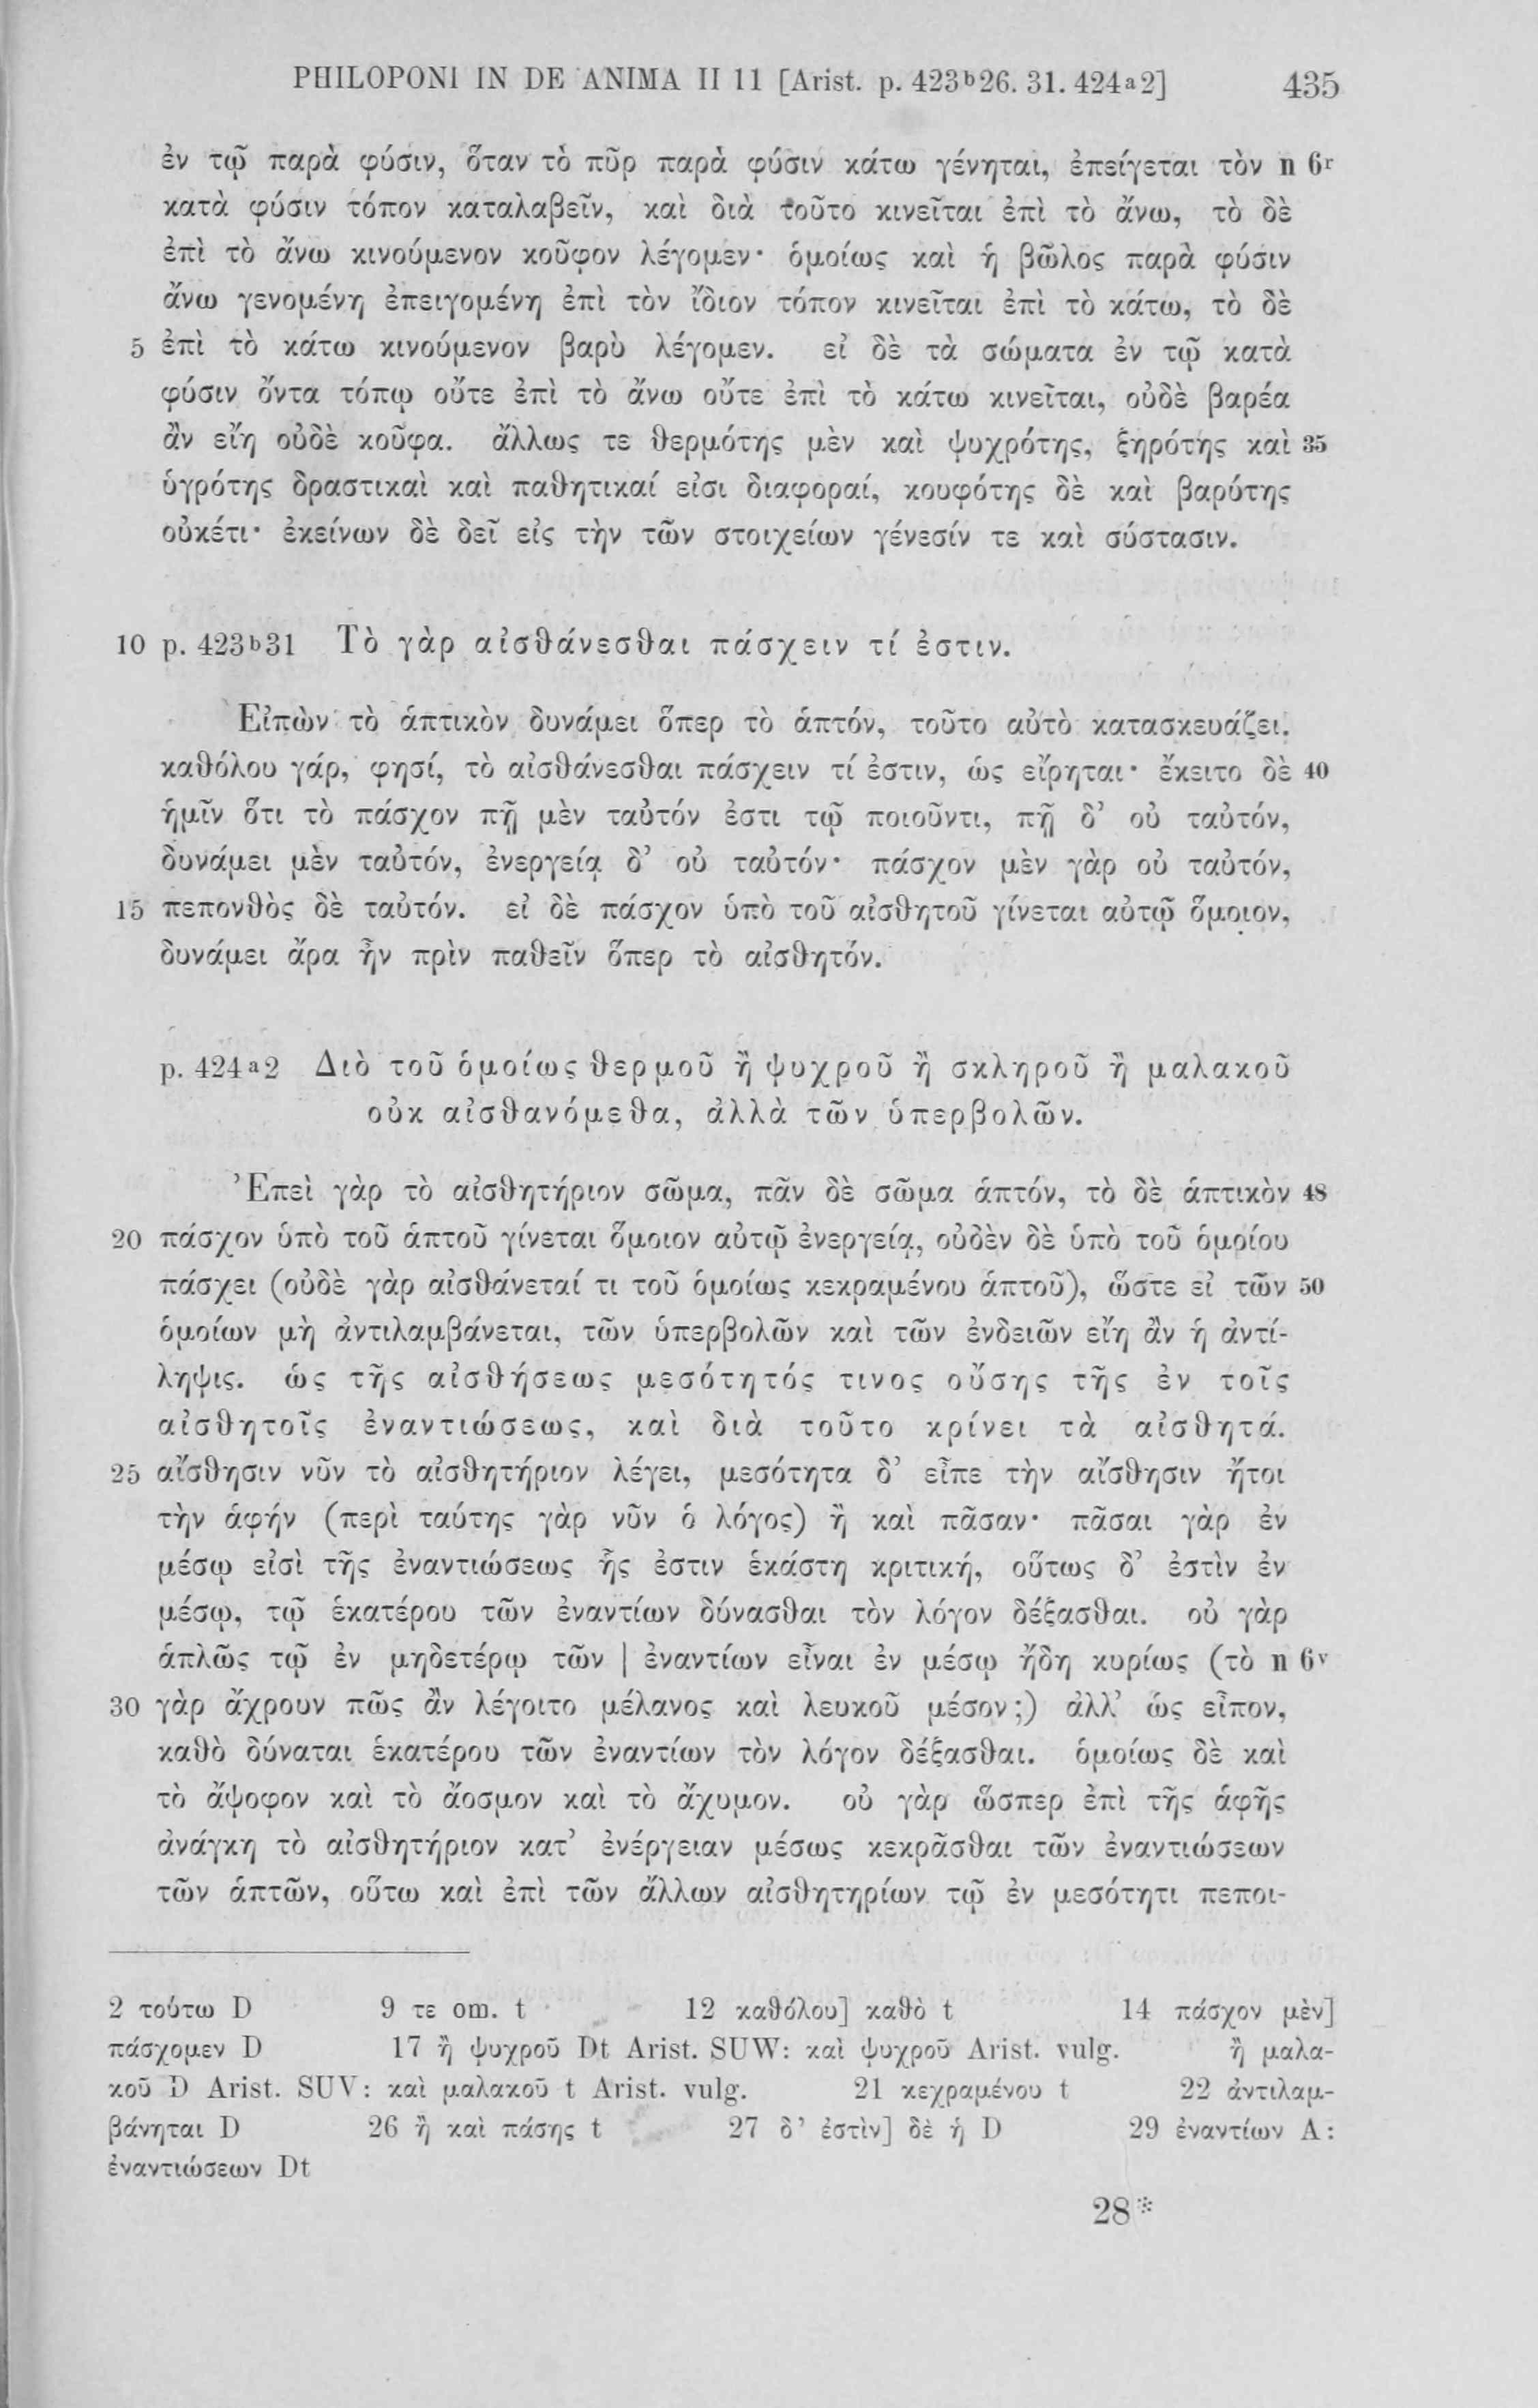 PHILOPONI IN DE ANIMA II 11 [Arist. p. 423ᵇ26. 31. 424ᵃ2] 435
ἐν τῷ παρὰ φύσιν, ὅταν τὸ πῦρ παρὰ φύσιν κάτω γένηται, ἐπείγεται τὸν n 6ʳ
κατὰ φύσιν τόπον καταλαβεῖν, καὶ διὰ τοῦτο κινεῖται ἐπὶ τὸ ἄνω, τὸ δὲ
ἐπὶ τὸ ἄνω κινούμενον κοῦφον λέγομεν· ὁμοίως καὶ ἡ βῶλος παρὰ φύσιν
ἄνω γενομένη ἐπειγομένη ἐπὶ τὸν ἴδιον τόπον κινεῖται ἐπὶ τὸ κάτω, τὸ δὲ
5 ἐπὶ τὸ κάτω κινούμενον βαρὺ λέγομεν. εἰ δὲ τὰ σώματα ἐν τῷ κατὰ
φύσιν ὄντα τόπῳ οὔτε ἐπὶ τὸ ἄνω οὔτε ἐπὶ τὸ κάτω κινεῖται, οὐδὲ βαρέα
ἂν εἴη οὐδὲ κοῦφα. ἄλλως τε θερμότης μὲν καὶ ψυχρότης, ξηρότης καὶ 35
ὑγρότης δραστικαὶ καὶ παθητικαί εἰσι διαφοραί, κουφότης δὲ καὶ βαρύτης
οὐκέτι· ἐκείνων δὲ δεῖ εἰς τὴν τῶν στοιχείων γένεσίν τε καὶ σύστασιν.
10 p. 423ᵇ31 Τὸ γὰρ αἰσθάνεσθαι πάσχειν τί ἐστιν.
Εἰπὼν τὸ ἁπτικὸν δυνάμει ὅπερ τὸ ἁπτόν, τοῦτο αὐτὸ κατασκευάζει.
καθόλου γάρ, φησί, τὸ αἰσθάνεσθαι πάσχειν τί ἐστιν, ὡς εἴρηται· ἔκειτο δὲ 40
ἡμῖν ὅτι τὸ πάσχον πῇ μὲν ταὐτόν ἐστι τῷ ποιοῦντι, πῇ δ’ οὐ ταὐτόν,
δυνάμει μὲν ταὐτόν, ἐνεργείᾳ δ’ οὐ ταὐτόν· πάσχον μὲν γὰρ οὐ ταὐτόν,
15 πεπονθὸς δὲ ταὐτόν. εἰ δὲ πάσχον ὑπὸ τοῦ αἰσθητοῦ γίνεται αὐτῷ ὅμοιον,
δυνάμει ἄρα ἦν πρὶν παθεῖν ὅπερ τὸ αἰσθητόν.
p. 424ᵃ2 Διὸ τοῦ ὁμοίως θερμοῦ ἢ ψυχροῦ ἢ σκληροῦ ἢ μαλακοῦ
οὐκ αἰσθανόμεθα, ἀλλὰ τῶν ὑπερβολῶν.
Ἐπεὶ γὰρ τὸ αἰσθητήριον σῶμα, πᾶν δὲ σῶμα ἁπτόν, τὸ δὲ ἁπτικὸν 48
20 πάσχον ὑπὸ τοῦ ἁπτοῦ γίνεται ὅμοιον αὐτῷ ἐνεργείᾳ, οὐδὲν δὲ ὑπὸ τοῦ ὁμοίου
πάσχει (οὐδὲ γὰρ αἰσθάνεταί τι τοῦ ὁμοίως κεκραμένου ἁπτοῦ), ὥστε εἰ τῶν 50
ὁμοίων μὴ ἀντιλαμβάνεται, τῶν ὑπερβολῶν καὶ τῶν ἐνδειῶν εἴη ἂν ἡ ἀντί-
ληψις. ὡς τῆς αἰσθήσεως μεσότητός τινος οὔσης τῆς ἐν τοῖς
αἰσθητοῖς ἐναντιώσεως, καὶ διὰ τοῦτο κρίνει τὰ αἰσθητά.
25 αἴσθησιν νῦν τὸ αἰσθητήριον λέγει, μεσότητα δ’ εἶπε τὴν αἴσθησιν ἤτοι
τὴν ἁφήν (περὶ ταύτης γὰρ νῦν ὁ λόγος) ἢ καὶ πᾶσαν· πᾶσαι γὰρ ἐν
μέσῳ εἰσὶ τῆς ἐναντιώσεως ἧς ἐστιν ἑκάστη κριτική, οὕτως δ’ ἐστὶν ἐν
μέσῳ, τῷ ἑκατέρου τῶν ἐναντίων δύνασθαι τὸν λόγον δέξασθαι. οὐ γὰρ
ἁπλῶς τῷ ἐν μηδετέρῳ τῶν | ἐναντίων εἶναι ἐν μέσῳ ἤδη κυρίως (τὸ n 6ᵛ
30 γὰρ ἄχρουν πῶς ἂν λέγοιτο μέλανος καὶ λευκοῦ μέσον;) ἀλλ’ ὡς εἶπον,
καθὸ δύναται ἑκατέρου τῶν ἐναντίων τὸν λόγον δέξασθαι. ὁμοίως δὲ καὶ
τὸ ἄψοφον καὶ τὸ ἄοσμον καὶ τὸ ἄχυμον. οὐ γὰρ ὥσπερ ἐπὶ τῆς ἁφῆς
ἀνάγκη τὸ αἰσθητήριον κατ’ ἐνέργειαν μέσως κεκρᾶσθαι τῶν ἐναντιώσεων
τῶν ἁπτῶν, οὕτω καὶ ἐπὶ τῶν ἄλλων αἰσθητηρίων τῷ ἐν μεσότητι πεποι-
2 τούτω D 9 τε om. t 12 καθόλου] καθὸ t 14 πάσχον μὲν]
πάσχομεν D 17 ἢ ψυχροῦ Dt Arist. SUW: καὶ ψυχροῦ Arist. vulg. ἢ μαλα-
κοῦ D Arist. SUV: καὶ μαλακοῦ t Arist. vulg. 21 κεχραμένου t 22 ἀντιλαμ-
βάνηται D 26 ἢ καὶ πάσης t 27 δ’ ἐστὶν] δὲ ἡ D 29 ἐναντίων A:
ἐναντιώσεων Dt
28*